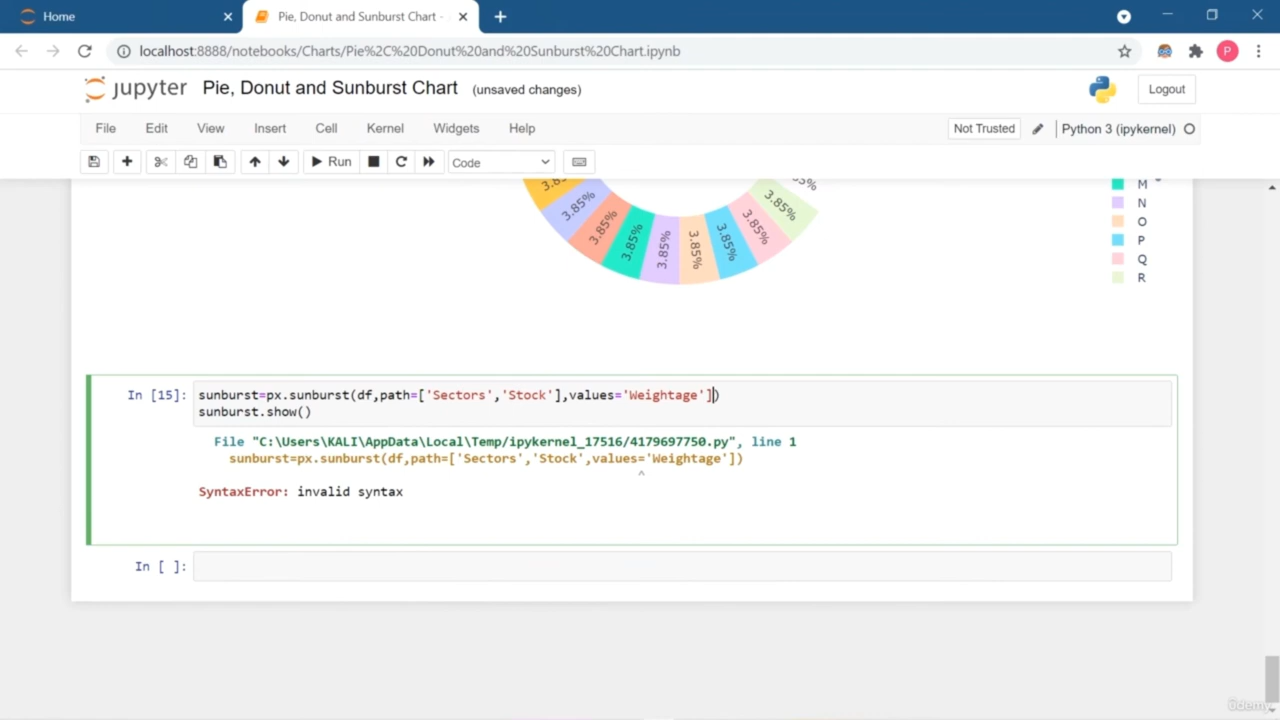 Home
Pie, Donut and Sunburst Chart -
localhost:8888/notebooks/Charts/Pie%2C%20Donut%20and%20Sunburst%20Chart.ipynb
P
jupyter Pie, Donut and Sunburst Chart (unsaved changes)
Logout
File Edit View Insert Cell Kernel Widgets Help
Not Trusted
Python 3 (ipykernel)
Run
Code
3.85%
3.85%
3.85%
3.85%
3.85%
3.85%
3.85%
3.85%
3.85%
M
N
O
P
Q
R
In [15]: sunburst=px.sunburst(df,path=['Sectors','Stock'],values='Weightage'])
sunburst.show()
File "C:\Users\KALI\AppData\Local\Temp/ipykernel_17516/4179697750.py", line 1
sunburst=px.sunburst(df,path=['Sectors','Stock',values='Weightage'])
^
SyntaxError: invalid syntax
In [ ]:
Udemy